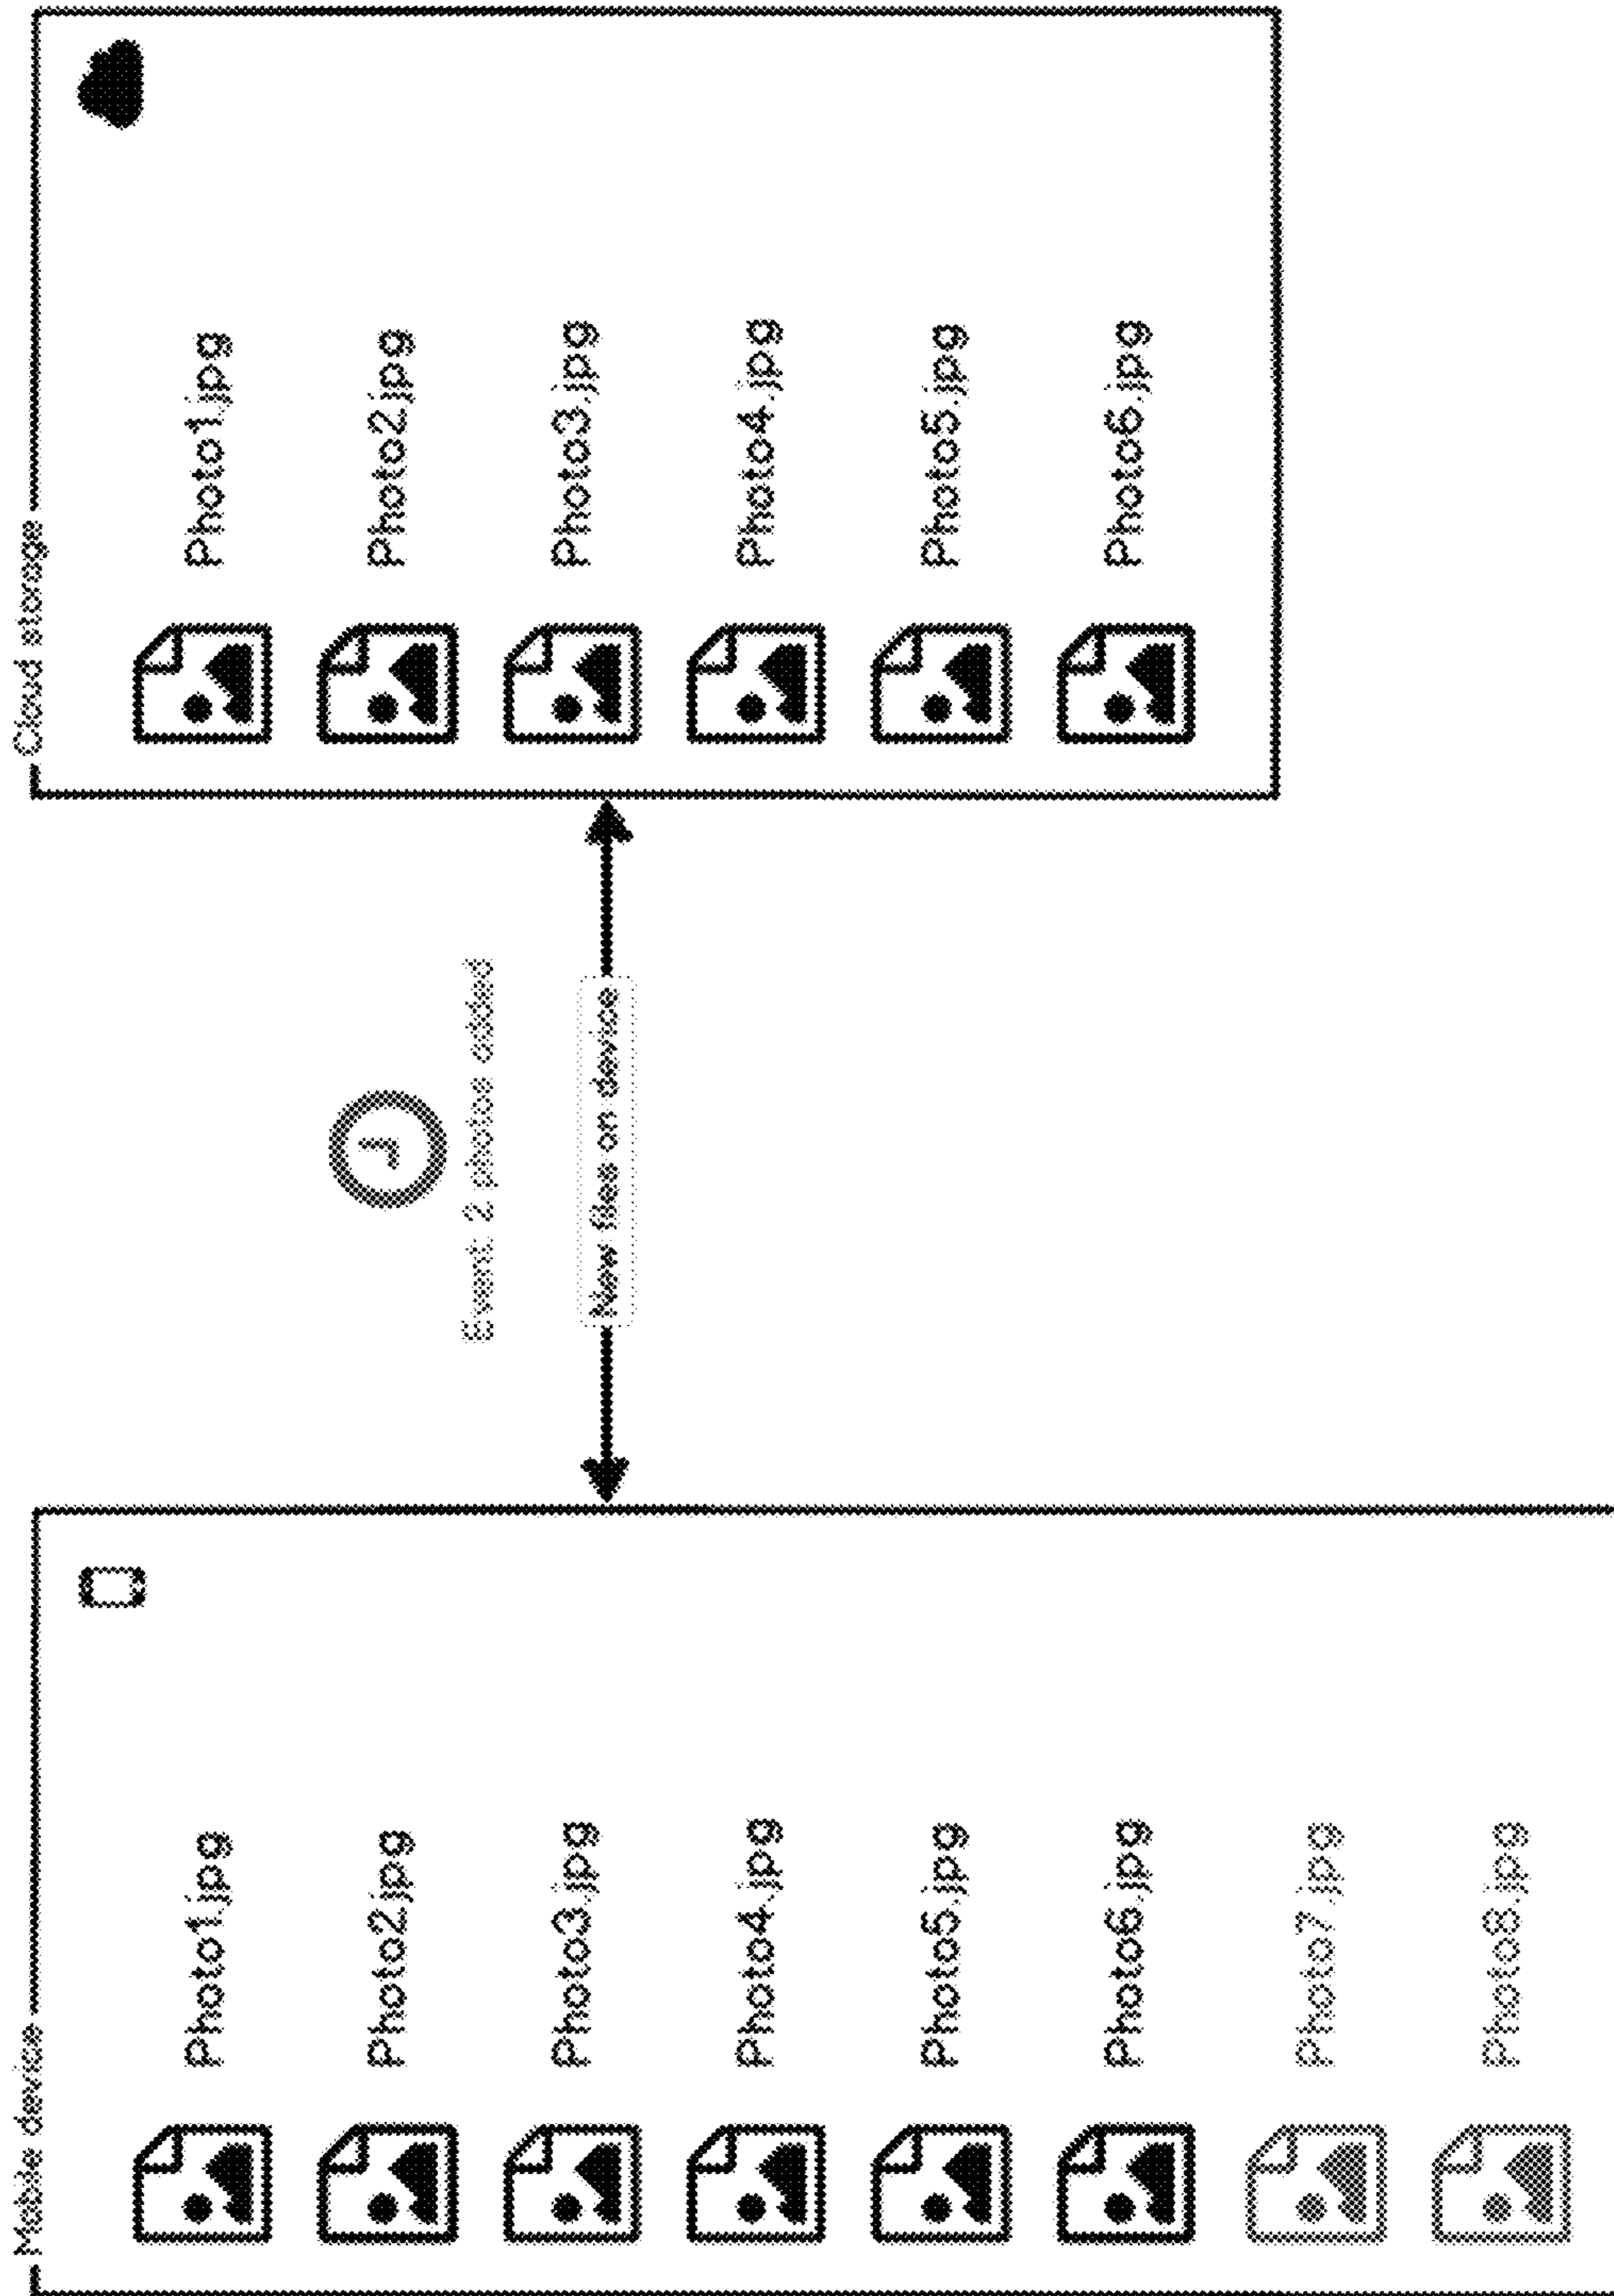 Mobile device
Photo1.jpg
Photo2.jpg
Photo3.jpg
Photo4.jpg
Photo5.jpg
Photo6.jpg
Photo7.jpg
Photo8.jpg
Event: 2 photos added
New files on device
Cloud storage
Photo1.jpg
Photo2.jpg
Photo3.jpg
Photo4.jpg
Photo5.jpg
Photo6.jpg